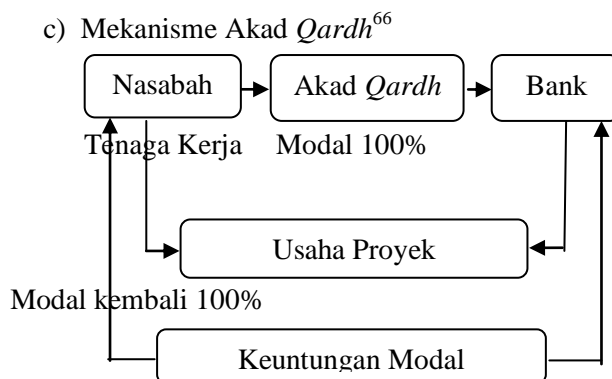 c) Mekanisme Akad Qardh66
Nasabah Akad Qardh Bank
Tenaga Kerja Modal 100%
Usaha Proyek
Modal kembali 100%
Keuntungan Modal